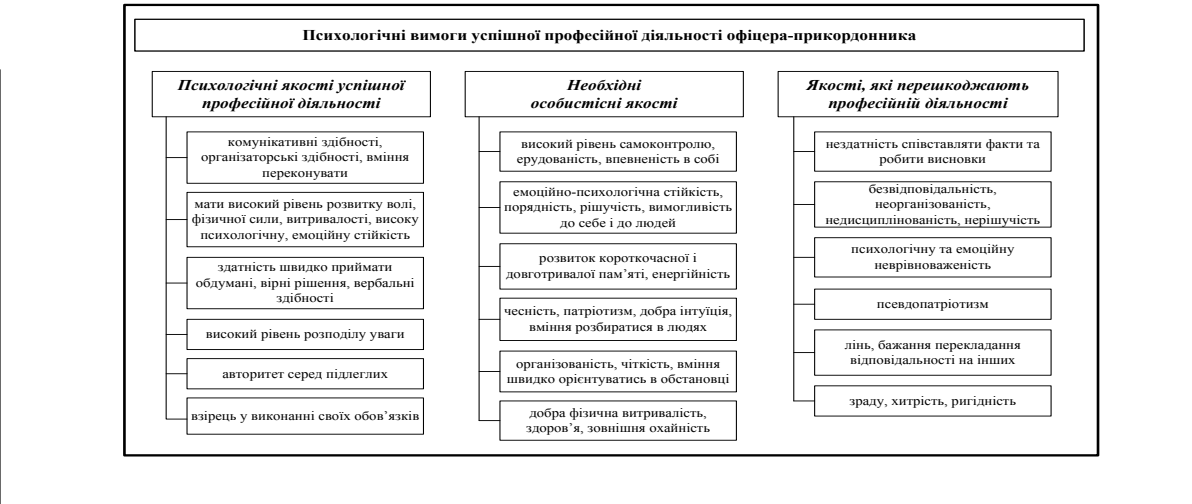 Психологічні вимоги успішної професійної діяльності офіцера-прикордонника
Психологічні якості успішної
професійної діяльності
комунікативні здібності,
організаторські здібності, вміння
переконувати
мати високий рівень розвитку волі,
фізичної сили, витривалості, високу
психологічну, емоційну стійкість
здатність швидко приймати
обдумані, вірні рішення, вербальні
здібності
високий рівень розподілу уваги
авторитет серед підлеглих
взірець у виконанні своїх обов’язків
Необхідні
особистісні якості
високий рівень самоконтролю,
ерудованість, впевненість в собі
емоційно-психологічна стійкість,
порядність, рішучість, вимогливість
до себе і до людей
розвиток короткочасної і
довготривалої пам’яті, енергійність
чесність, патріотизм, добра інтуїція,
вміння розбиратися в людях
організованість, чіткість, вміння
швидко орієнтуватись в обстановці
добра фізична витривалість,
здоров’я, зовнішня охайність
Якості, які перешкоджають
професійній діяльності
нездатність співставляти факти та
робити висновки
безвідповідальність,
неорганізованість,
недисциплінованість, нерішучість
психологічну та емоційну
неврівноваженість
псевдопатріотизм
лінь, бажання перекладання
відповідальності на інших
зраду, хитрість, ригідність